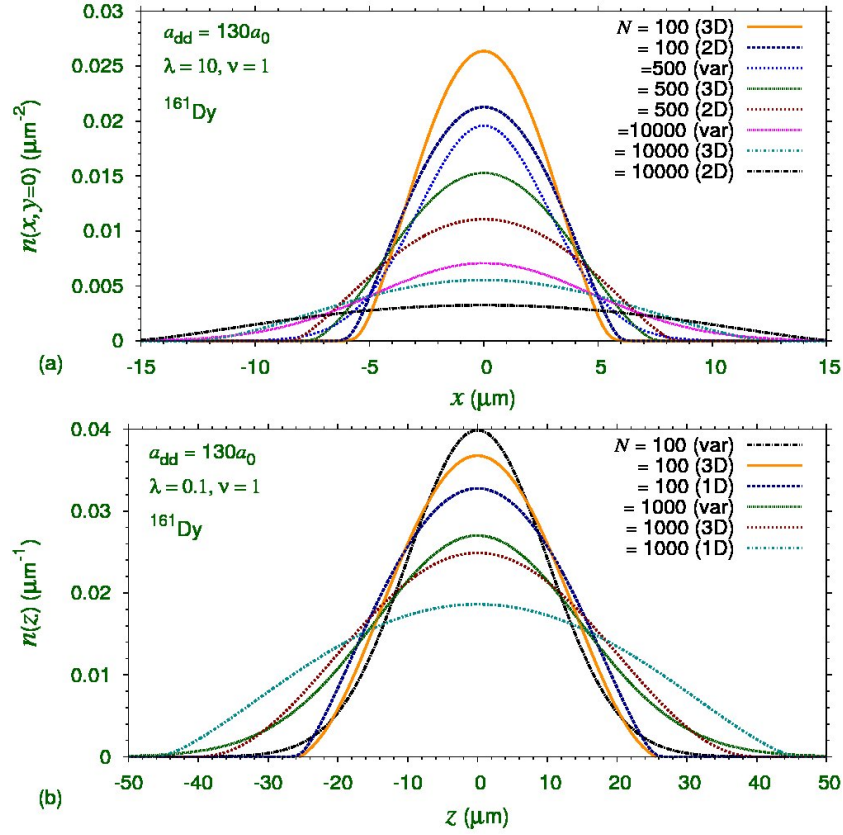 0.03
0.025
0.02
0.015
0.01
0.005
0
n(x, y=0) (μm⁻²)
a_dd = 130a₀
λ = 10, ν = 1
¹⁶¹Dy
N = 100 (3D)
= 100 (2D)
=500 (var)
= 500 (3D)
= 500 (2D)
=10000 (var)
= 10000 (3D)
= 10000 (2D)
-15 -10 -5 0 5 10 15
(a)
x (μm)
0.04
0.03
0.02
0.01
0
n(z) (μm⁻¹)
a_dd = 130a₀
λ = 0.1, ν = 1
¹⁶¹Dy
N = 100 (var)
= 100 (3D)
= 100 (1D)
= 1000 (var)
= 1000 (3D)
= 1000 (1D)
-50 -40 -30 -20 -10 0 10 20 30 40 50
(b)
z (μm)